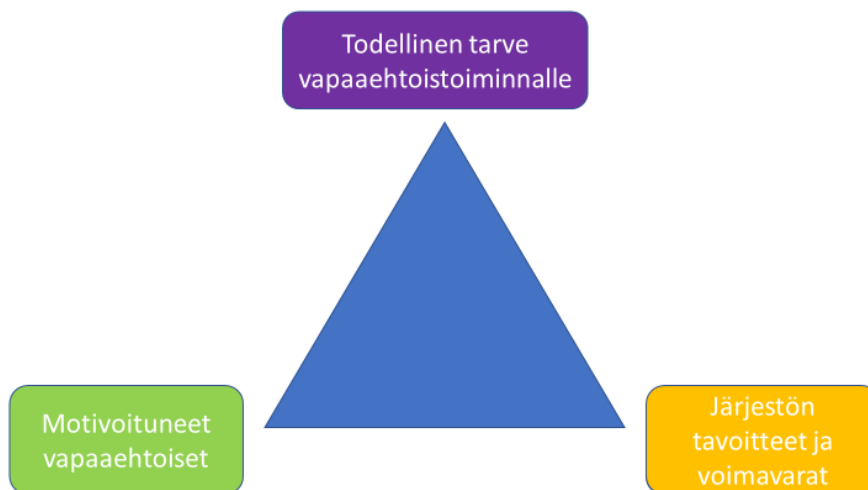 Todellinen tarve
vapaaehtoistoiminnalle
Motivoituneet
vapaaehtoiset
Järjestön
tavoitteet ja
voimavarat